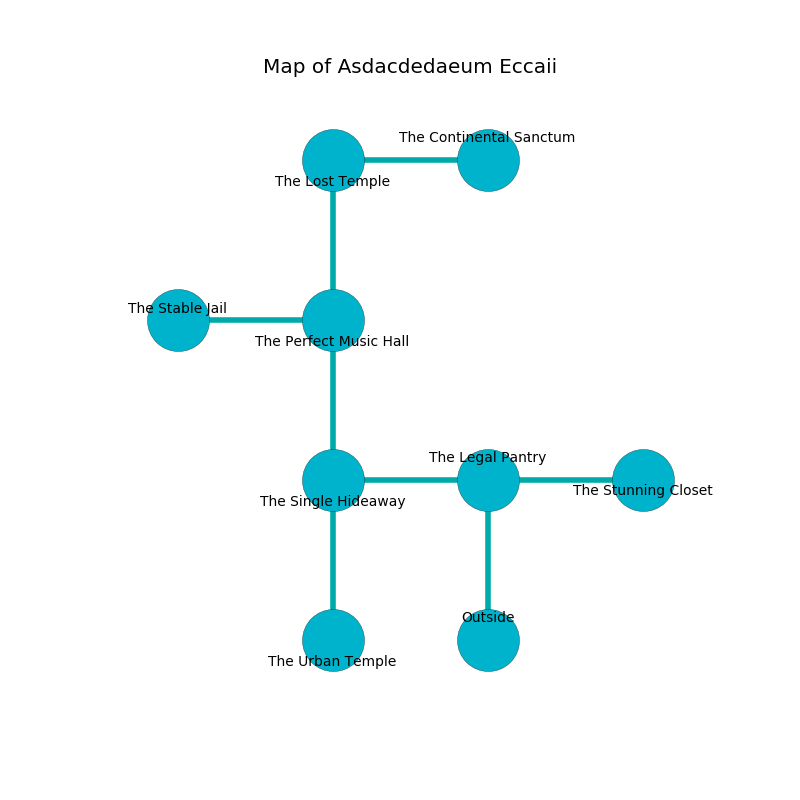 Map of Asdacdedaeum Eccaii
The Continental Sanctum
The Lost Temple
The Stable Jail
The Perfect Music Hall
The Legal Pantry
The Stunning Closet
The Single Hideaway
Outside
The Urban Temple